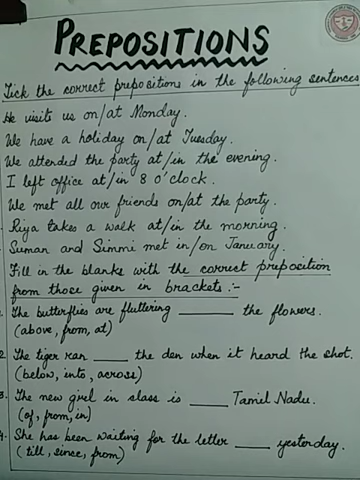 PREPOSITIONS
Tick the correct prepositions in the following sentences
He visits us on/at Monday.
We have a holiday on/at Tuesday.
We attended the party at/in the evening.
I left office at/in 8 o'clock.
We met all our friends on/at the party.
Riya takes a walk at/in the morning.
Suman and Simmi met in/on January.
Fill in the blanks with the correct preposition
from those given in brackets :-
The butterflies are fluttering ______ the flowers.
(above, from, at)
2 The tiger ran ____ the den when it heard the shot.
(below, into, across)
3. The new girl in class is ____ Tamil Nadu.
(of, from, in)
4. She has been waiting for the letter ____ yesterday.
(till, since, from)